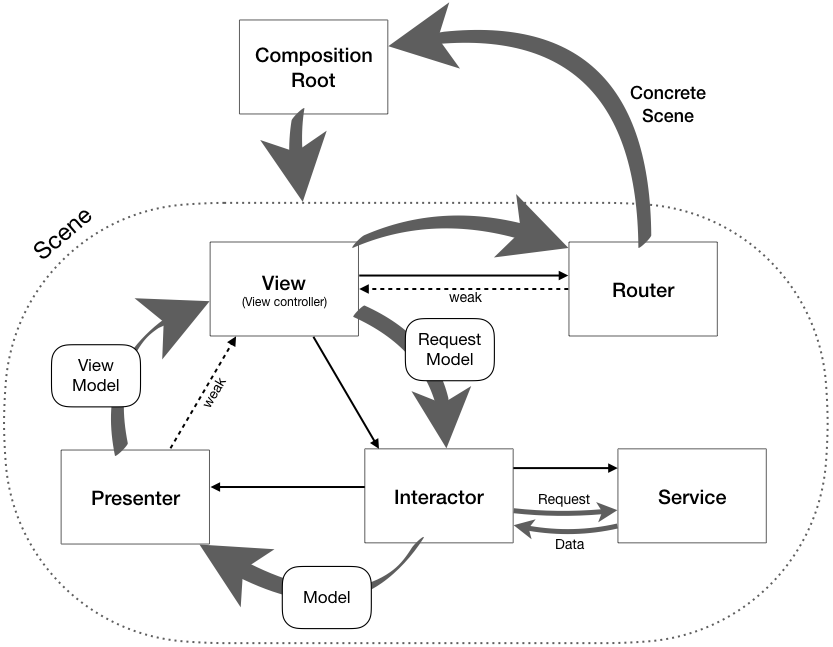 Composition
Root
Concrete
Scene
Scene
View
(View controller)
Router
weak
Request
Model
View
Model
weak
Presenter
Interactor
Request
Data
Service
Model